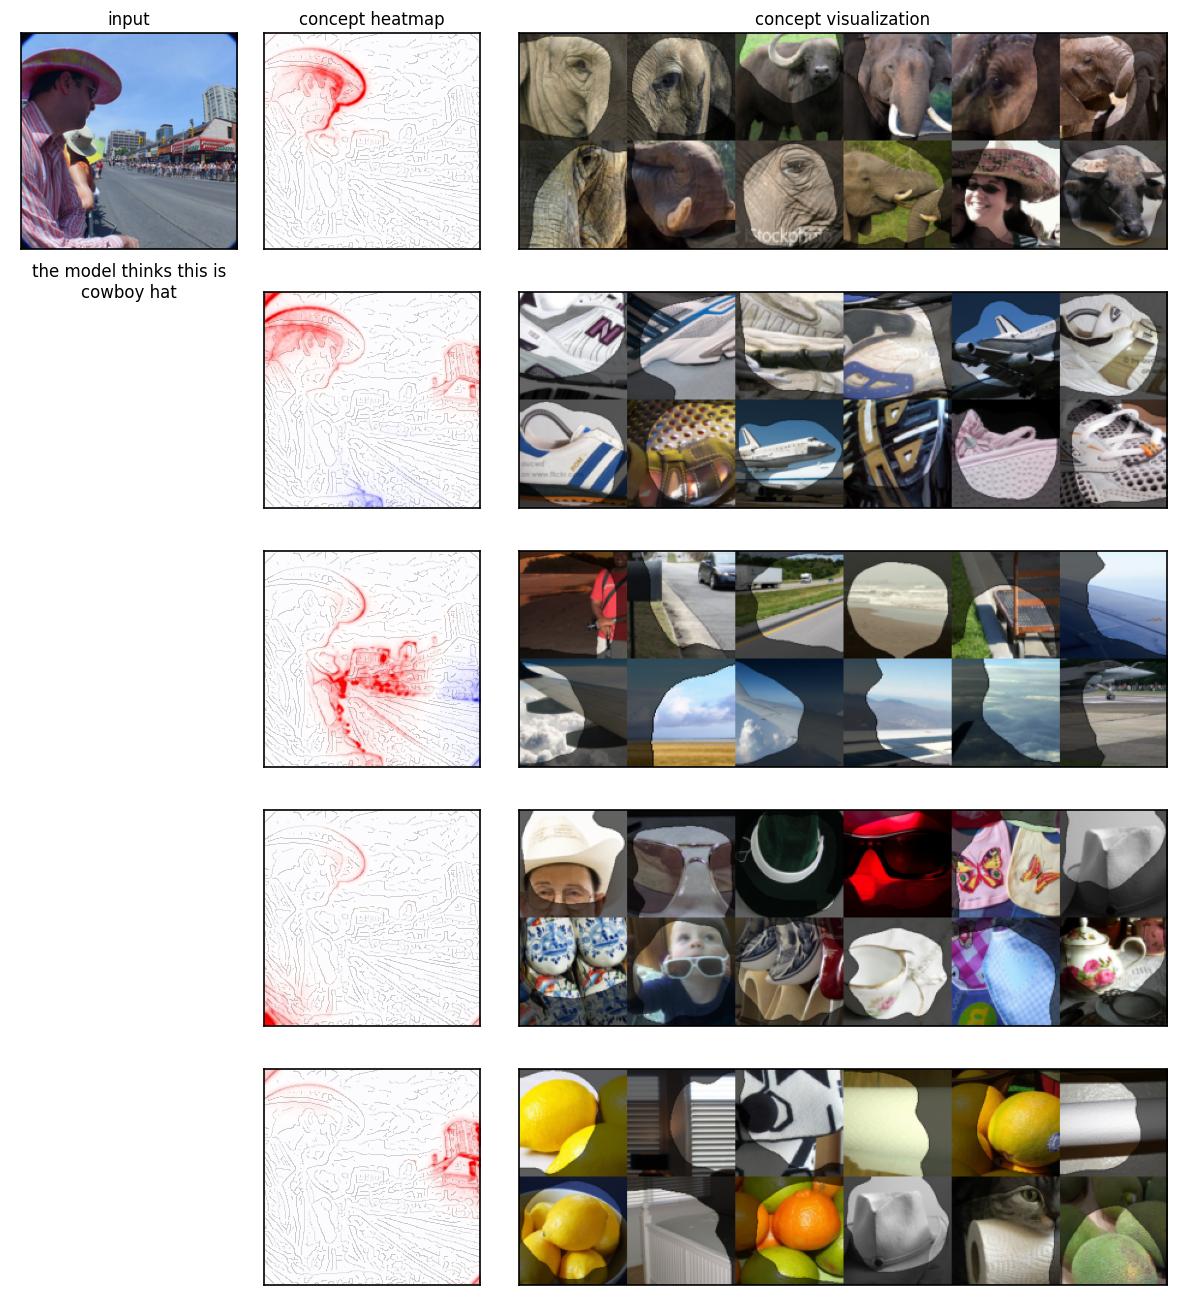 input
concept heatmap
concept visualization
the model thinks this is
cowboy hat
N